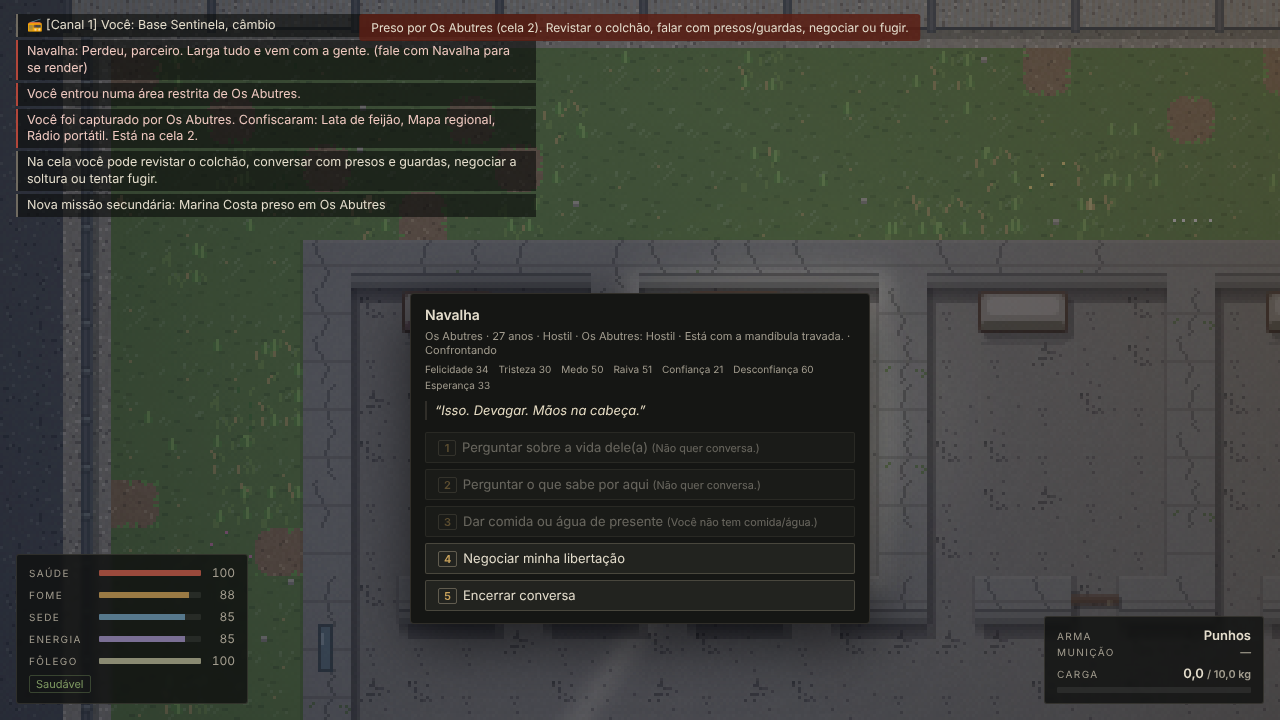 📻 [Canal 1] Você: Base Sentinela, câmbio
Preso por Os Abutres (cela 2). Revistar o colchão, falar com presos/guardas, negociar ou fugir.
Navalha: Perdeu, parceiro. Larga tudo e vem com a gente. (fale com Navalha para
se render)
Você entrou numa área restrita de Os Abutres.
Você foi capturado por Os Abutres. Confiscaram: Lata de feijão, Mapa regional,
Rádio portátil. Está na cela 2.
Na cela você pode revistar o colchão, conversar com presos e guardas, negociar a
soltura ou tentar fugir.
Nova missão secundária: Marina Costa preso em Os Abutres
Navalha
Os Abutres · 27 anos · Hostil · Os Abutres: Hostil · Está com a mandíbula travada. ·
Confrontando
Felicidade 34 Tristeza 30 Medo 50 Raiva 51 Confiança 21 Desconfiança 60
Esperança 33
“Isso. Devagar. Mãos na cabeça.”
1 Perguntar sobre a vida dele(a) (Não quer conversa.)
2 Perguntar o que sabe por aqui (Não quer conversa.)
3 Dar comida ou água de presente (Você não tem comida/água.)
4 Negociar minha libertação
5 Encerrar conversa
SAÚDE 100
FOME 88
SEDE 85
ENERGIA 85
FÔLEGO 100
Saudável
ARMA Punhos
MUNIÇÃO —
CARGA 0,0 / 10,0 kg